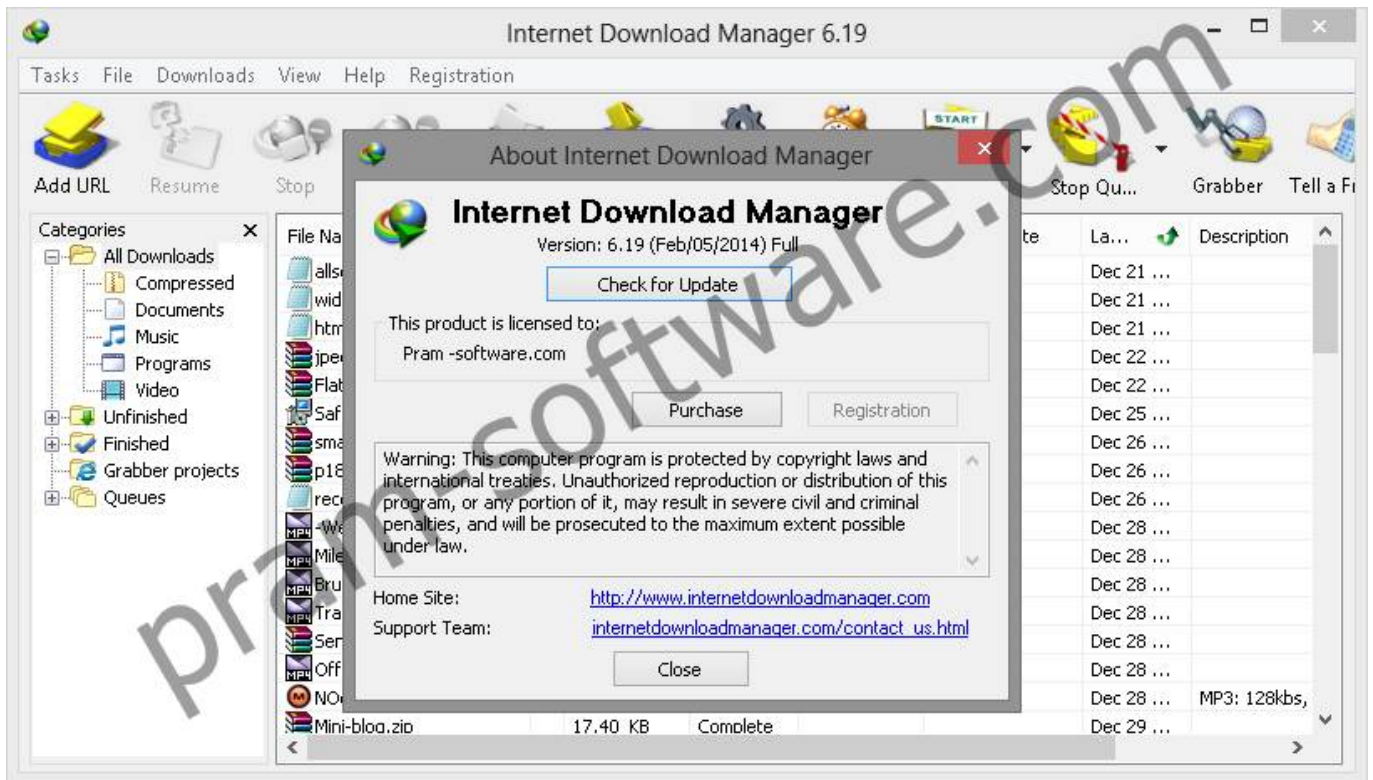 Internet Download Manager 6.19
Tasks File Downloads View Help Registration
START
Add URL Resume Stop Stop Qu... Grabber Tell a
Categories
All Downloads
Compressed
Documents
Music
Programs
Video
Unfinished
Finished
Grabber projects
Queues
File La... Description
Dec 21 ...
Dec 21 ...
Dec 21 ...
Dec 22 ...
Dec 22 ...
Dec 25 ...
Dec 26 ...
Dec 26 ...
Dec 26 ...
MP4 Dec 28 ...
MP4 Dec 28 ...
MP4 Dec 28 ...
MP4 Dec 28 ...
Dec 28 ...
MP4 Dec 28 ...
Dec 28 ... MP3: 128kbs,
Mini-blog.zip 17.40 KB Complete Dec 29 ...
About Internet Download Manager
Internet Download Manager
Version: 6.19 (Feb/05/2014) Full
Check for Update
This product is licensed to:
Pram -software.com
Purchase Registration
Warning: This computer program is protected by copyright laws and
international treaties. Unauthorized reproduction or distribution of this
program, or any portion of it, may result in severe civil and criminal
penalties, and will be prosecuted to the maximum extent possible
under law.
Home Site: http://www.internetdownloadmanager.com
Support Team: internetdownloadmanager.com/contact_us.html
Close
pram-software.com